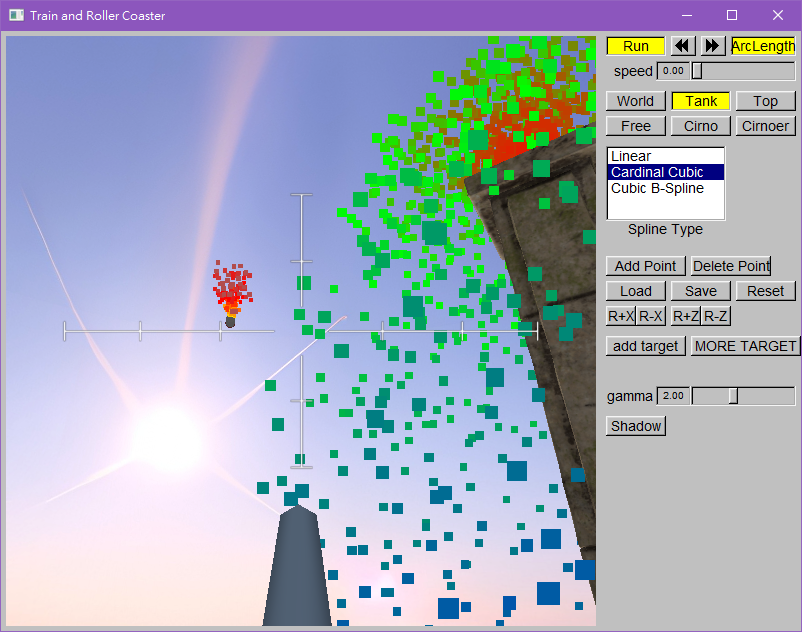 Train and Roller Coaster
Run ArcLength
speed 0.00
World Tank Top
Free Cirno Cirnoer
Linear
Cardinal Cubic
Cubic B-Spline
Spline Type
Add Point Delete Point
Load Save Reset
R+X R-X R+Z R-Z
add target MORE TARGET
gamma 2.00
Shadow